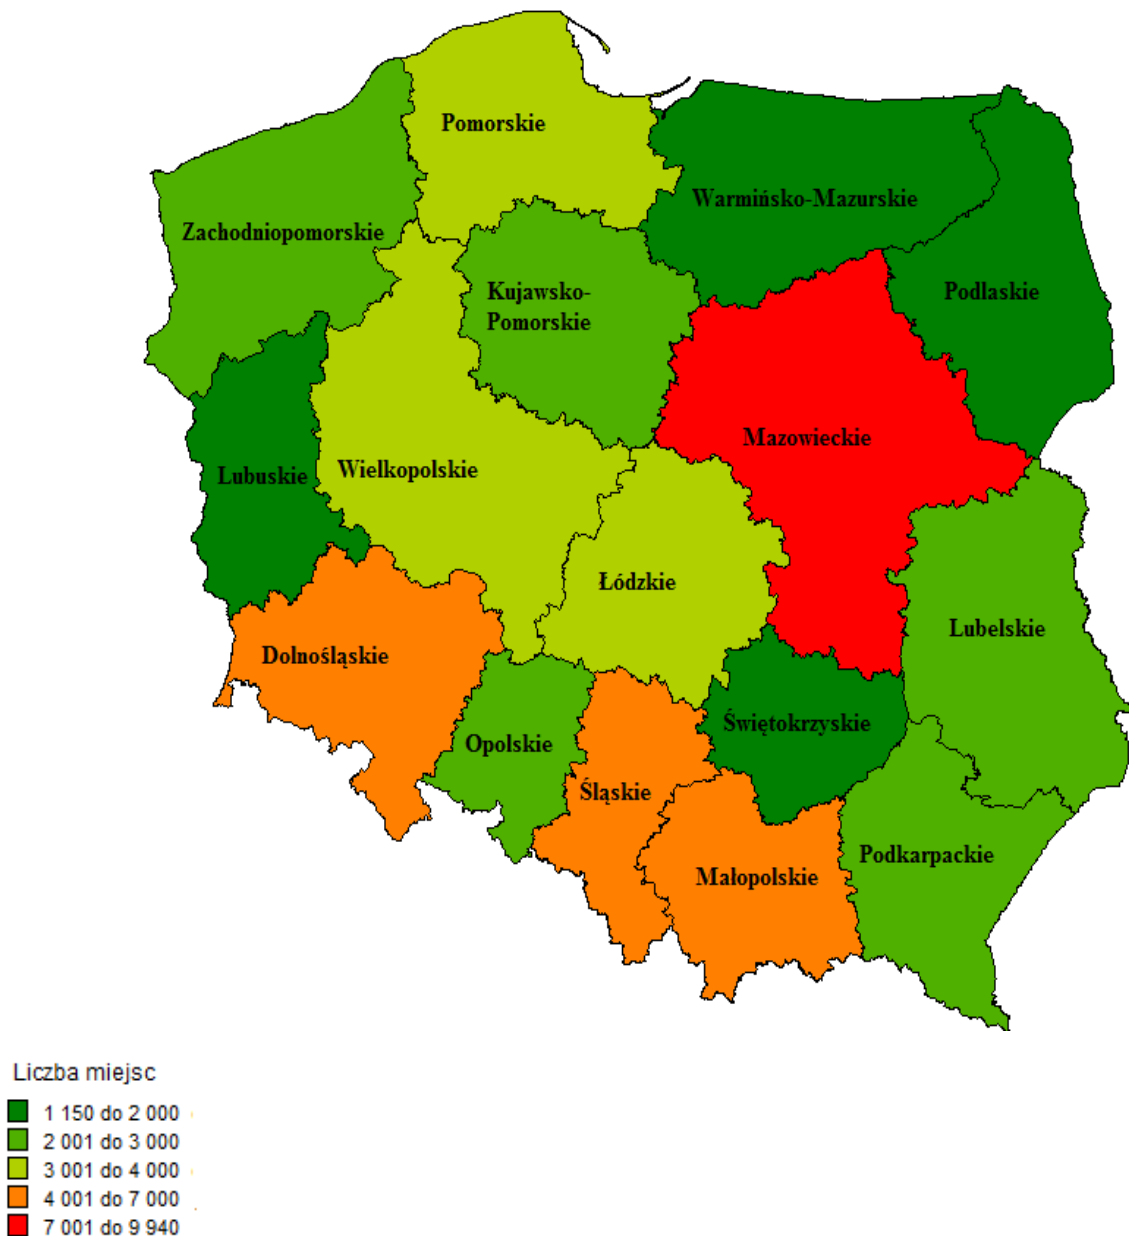 Pomorskie
Warmińsko-Mazurskie
Zachodniopomorskie
Kujawsko-
Pomorskie
Podlaskie
Mazowieckie
Wielkopolskie
Lubuskie
Łódzkie
Lubelskie
Dolnośląskie
Świętokrzyskie
Opolskie
Śląskie
Podkarpackie
Małopolskie
Liczba miejsc
1 150 do 2 000
2 001 do 3 000
3 001 do 4 000
4 001 do 7 000
7 001 do 9 940